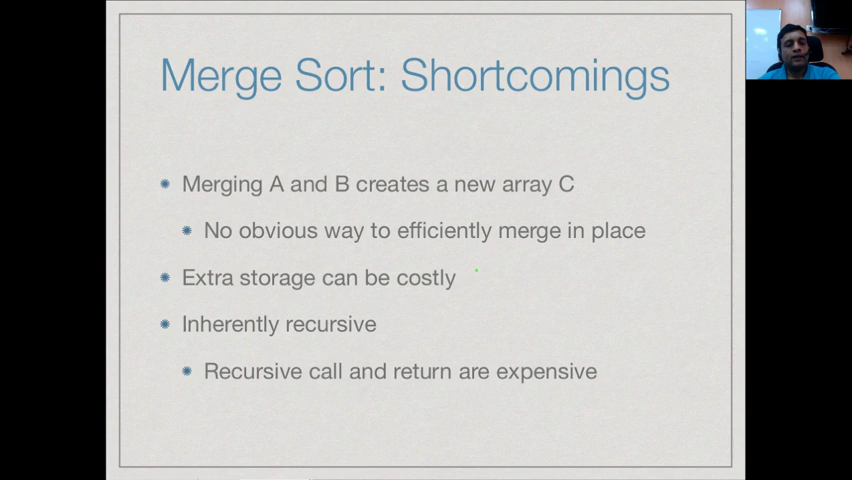 Merge Sort: Shortcomings
Merging A and B creates a new array C
No obvious way to efficiently merge in place
Extra storage can be costly
Inherently recursive
Recursive call and return are expensive